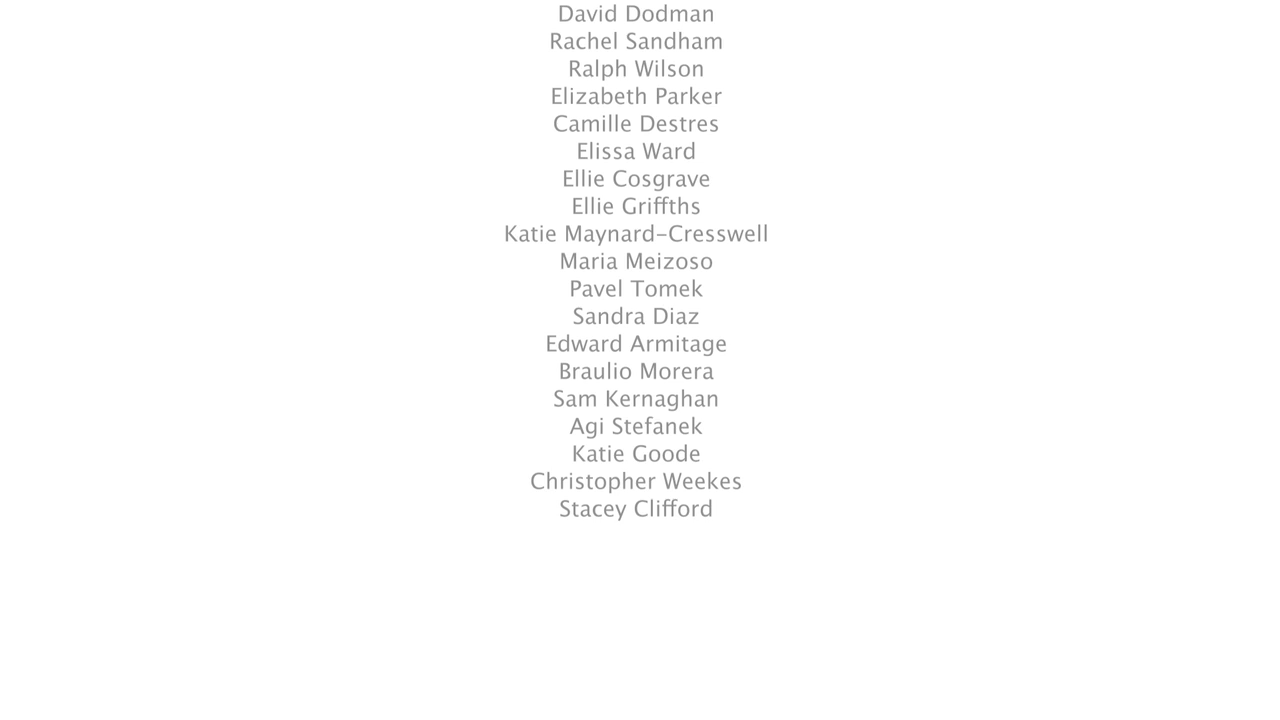 David Dodman
Rachel Sandham
Ralph Wilson
Elizabeth Parker
Camille Destres
Elissa Ward
Ellie Cosgrave
Ellie Griffths
Katie Maynard-Cresswell
Maria Meizoso
Pavel Tomek
Sandra Diaz
Edward Armitage
Braulio Morera
Sam Kernaghan
Agi Stefanek
Katie Goode
Christopher Weekes
Stacey Clifford